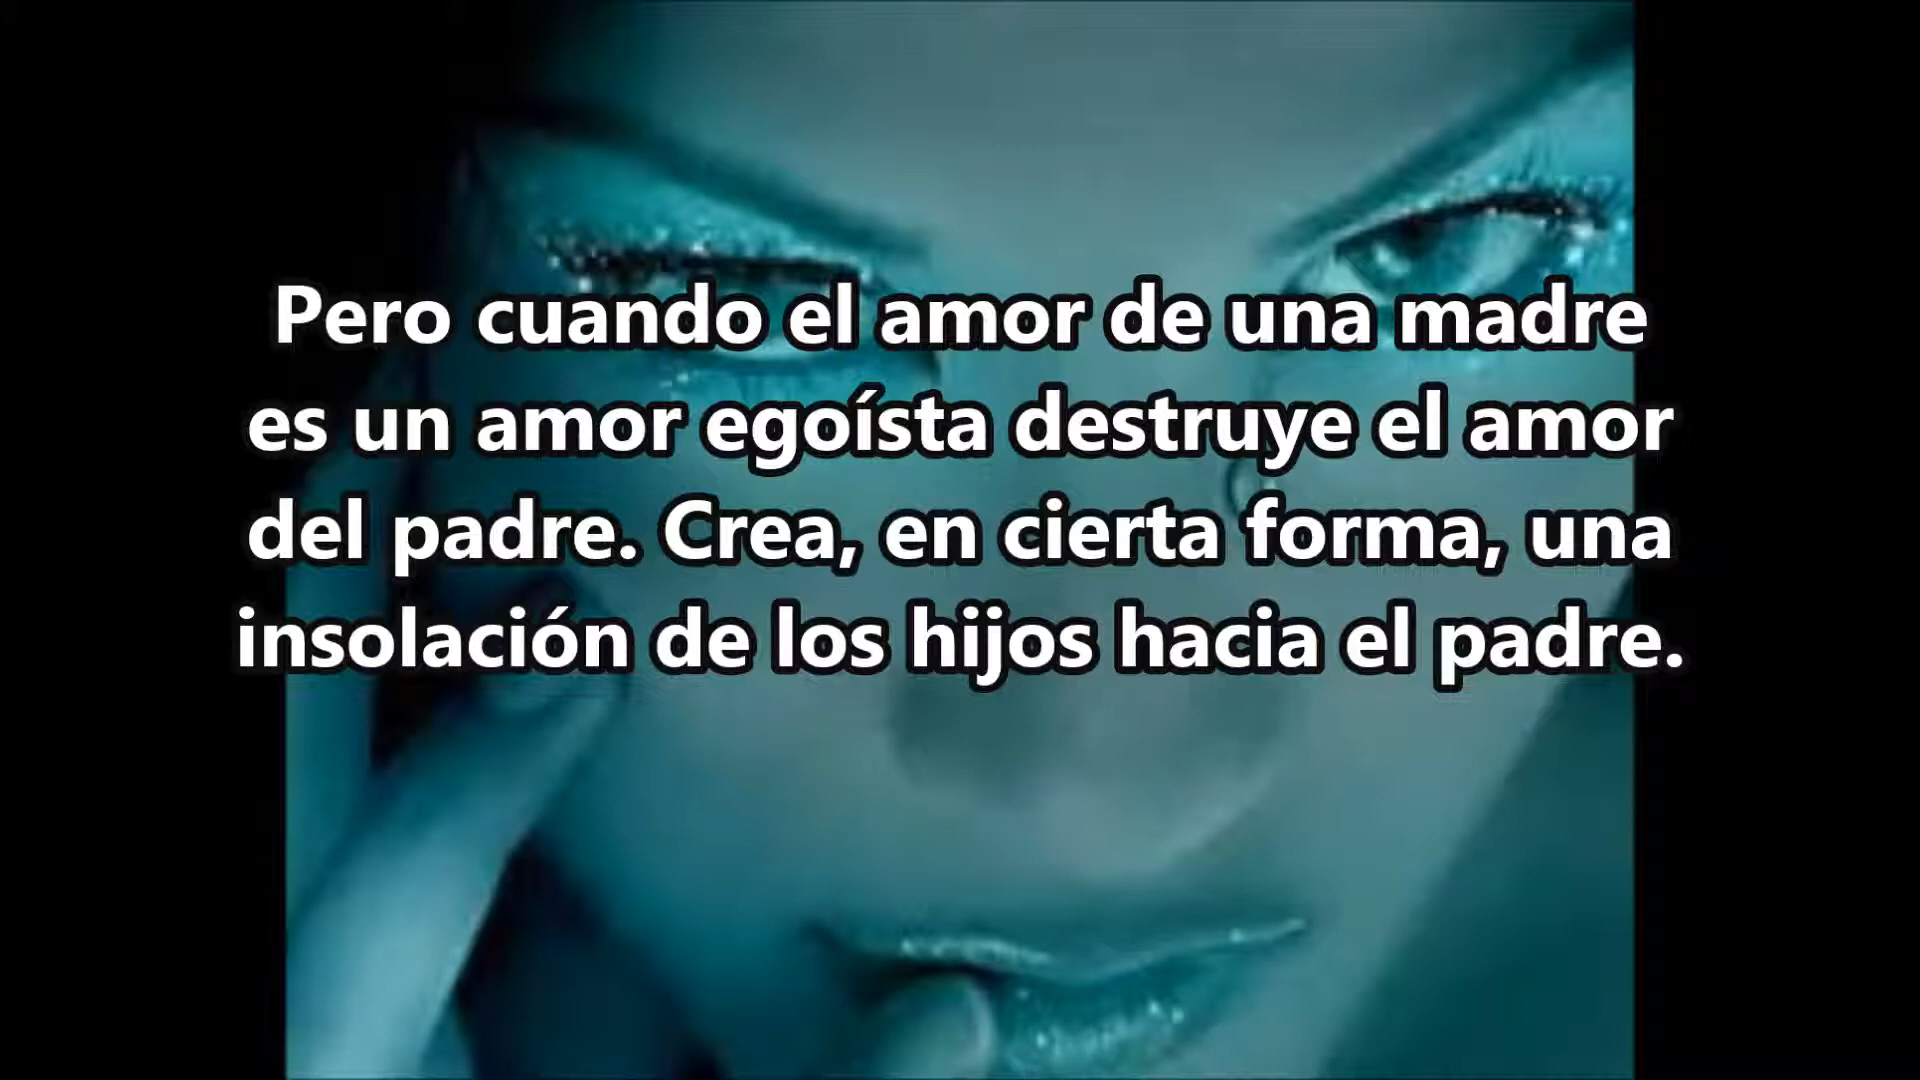 Pero cuando el amor de una madre
es un amor egoísta destruye el amor
del padre. Crea, en cierta forma, una
insolación de los hijos hacia el padre.